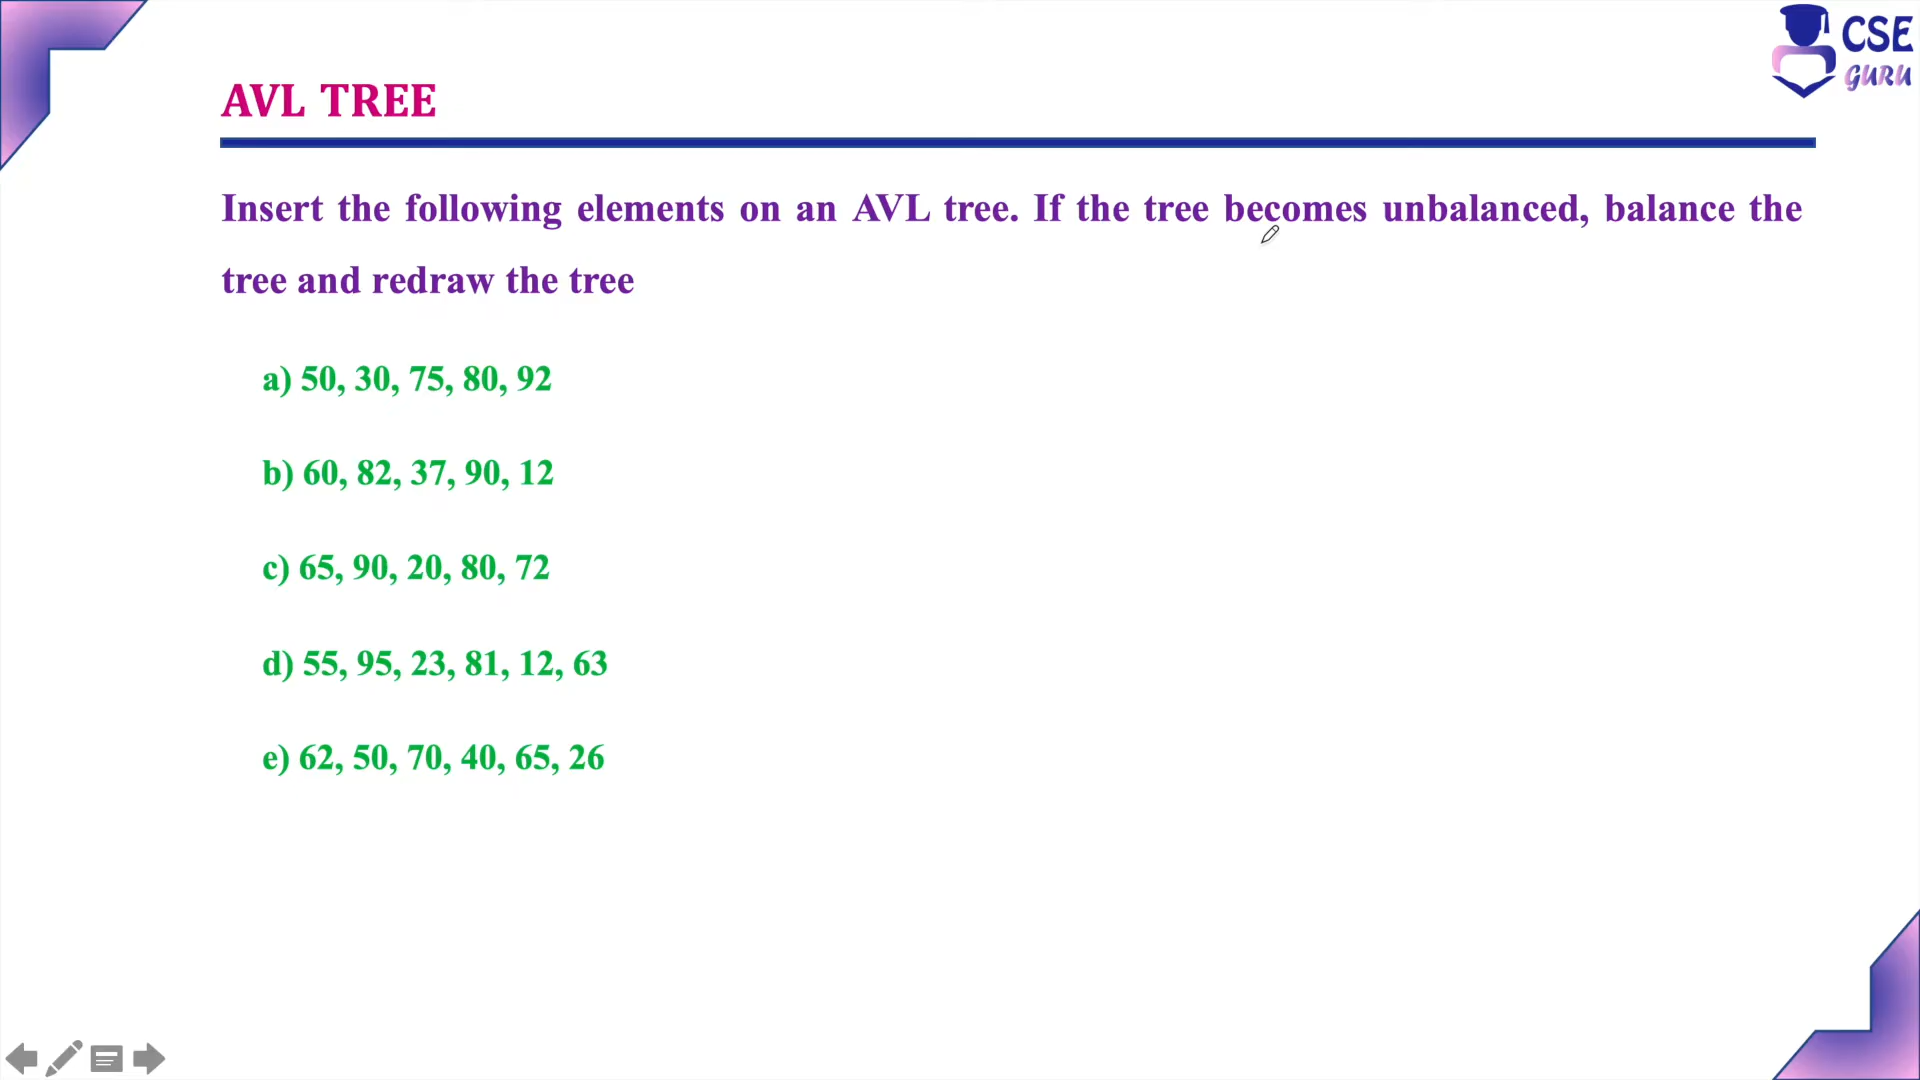 CSE
GURU
AVL TREE
Insert the following elements on an AVL tree. If the tree becomes unbalanced, balance the
tree and redraw the tree
a) 50, 30, 75, 80, 92
b) 60, 82, 37, 90, 12
c) 65, 90, 20, 80, 72
d) 55, 95, 23, 81, 12, 63
e) 62, 50, 70, 40, 65, 26